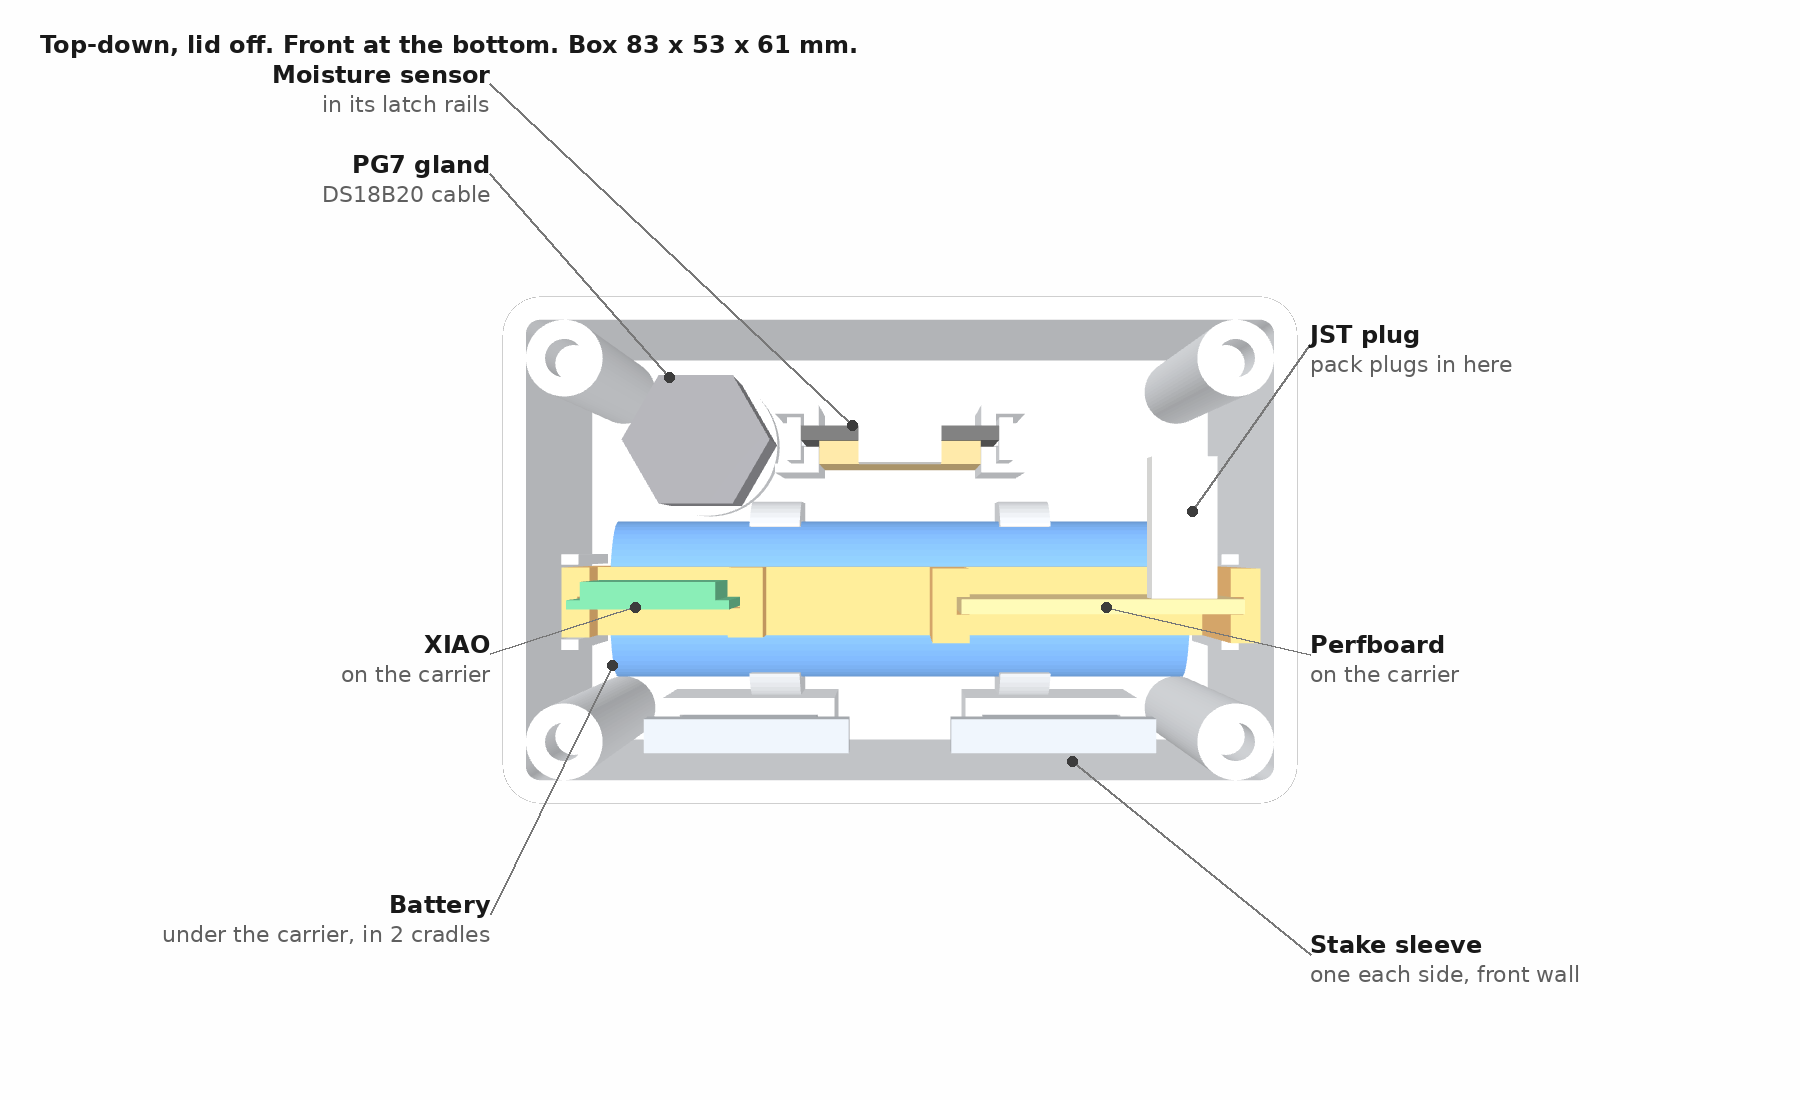 Top-down, lid off. Front at the bottom. Box 83 x 53 x 61 mm.
Moisture sensor
in its latch rails
PG7 gland
DS18B20 cable
JST plug
pack plugs in here
XIAO
on the carrier
Perfboard
on the carrier
Battery
under the carrier, in 2 cradles
Stake sleeve
one each side, front wall